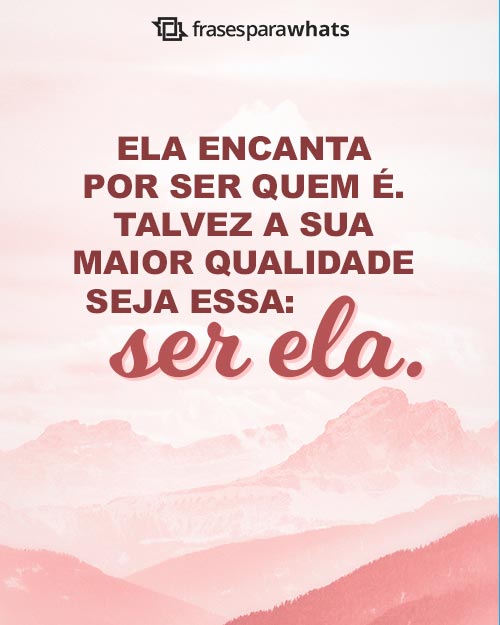 frasesparawhats
ELA ENCANTA
POR SER QUEM É.
TALVEZ A SUA
MAIOR QUALIDADE
SEJA ESSA:
ser ela.